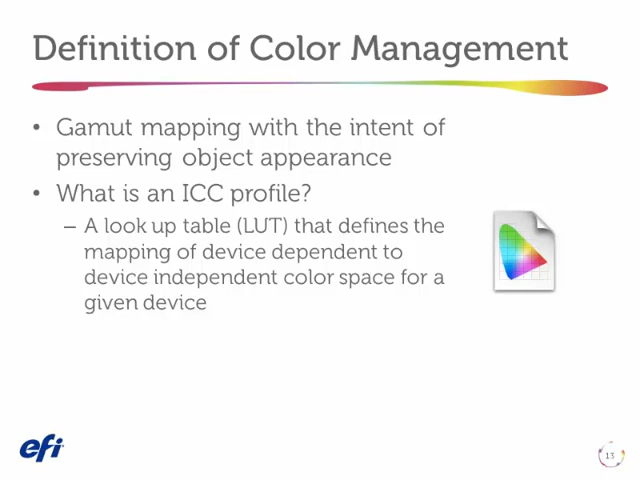 Definition of Color Management
• Gamut mapping with the intent of
preserving object appearance
• What is an ICC profile?
– A look up table (LUT) that defines the
mapping of device dependent to
device independent color space for a
given device
efi
13